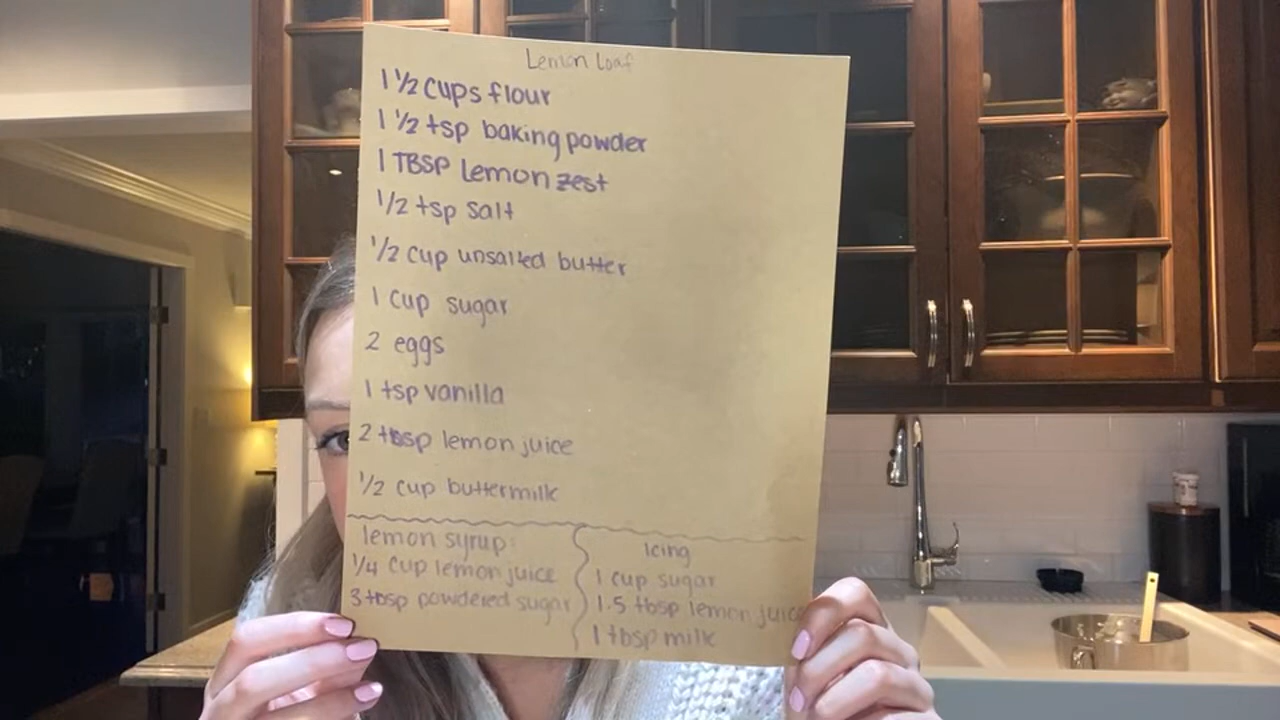 Lemon Loaf
1 1/2 cups flour
1 1/2 tsp baking powder
1 TBSP Lemon zest
1/2 tsp salt
1/2 cup unsalted butter
1 cup sugar
2 eggs
1 tsp vanilla
2 tbsp lemon juice
1/2 cup buttermilk
lemon syrup:
1/4 cup lemon juice
3 tbsp powdered sugar
Icing
1 cup sugar
1.5 tbsp lemon juice
1 tbsp milk